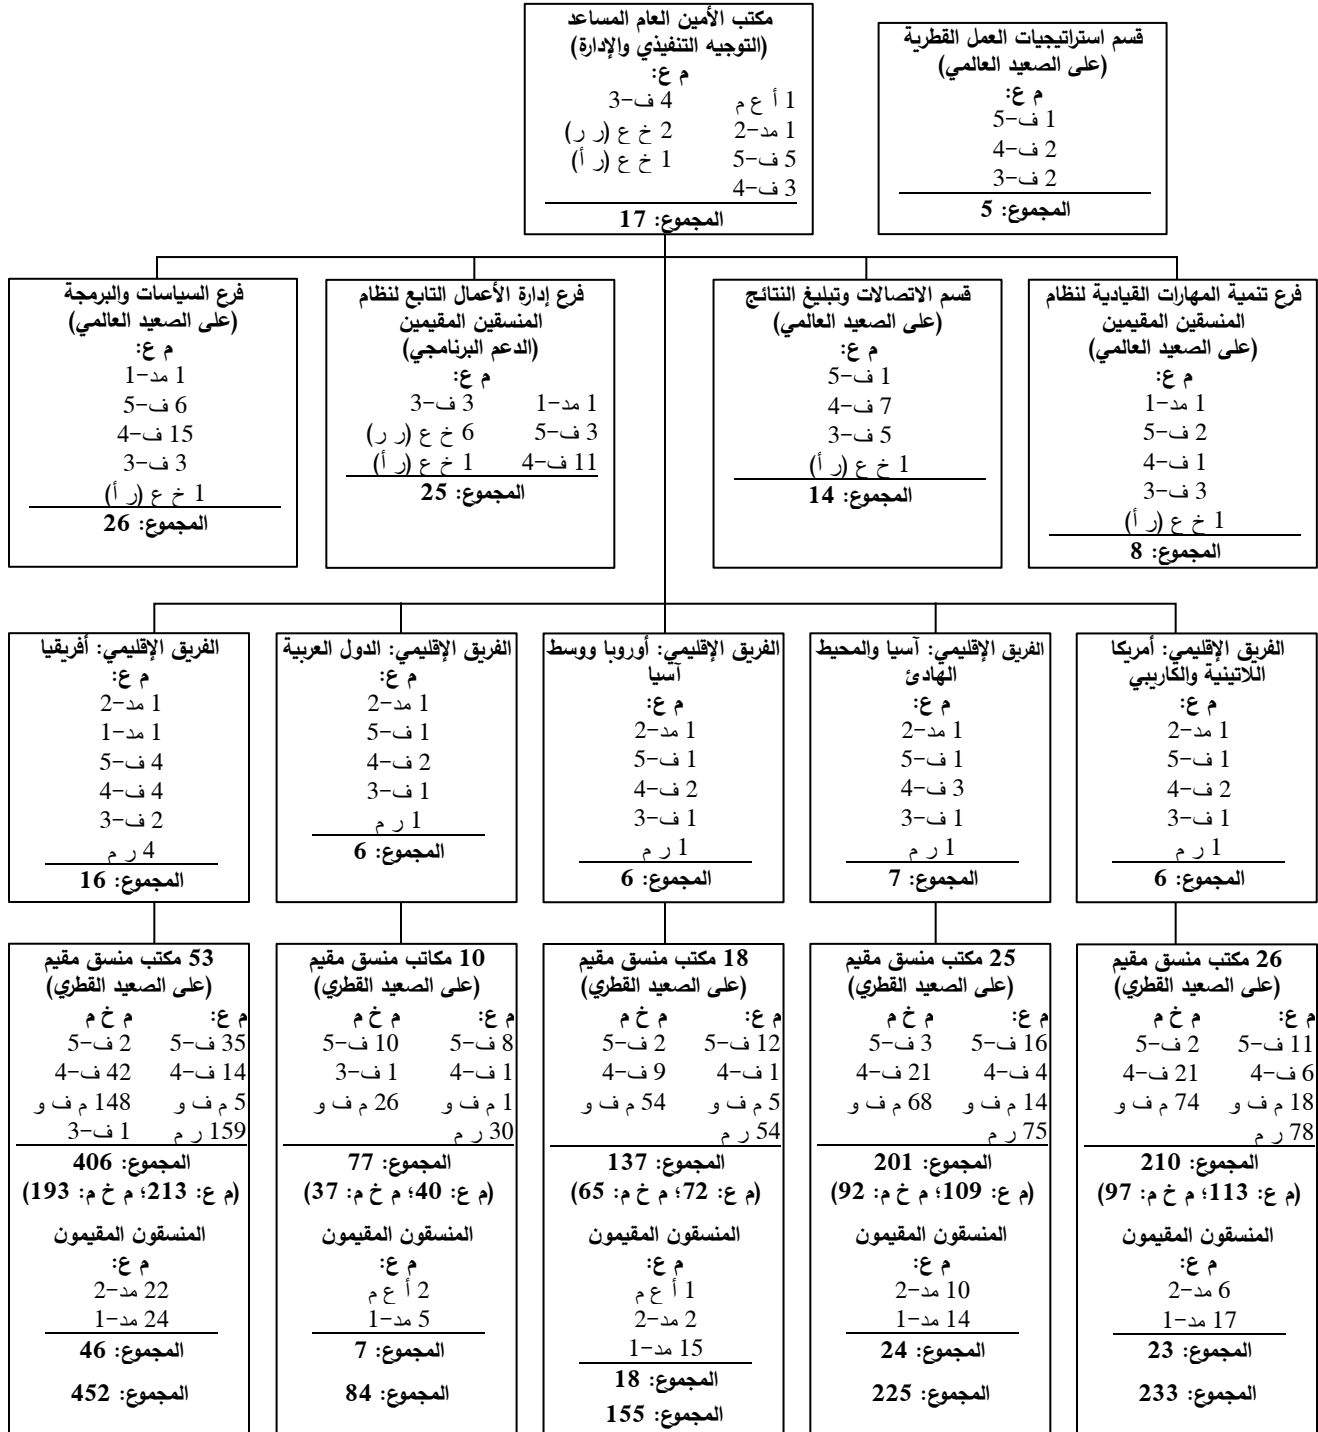 قسم استراتيجيات العمل القطرية
(على الصعيد العالمي)
م ع:
1 ف-5
2 ف-4
2 ف-3
المجموع: 5
مكتب الأمين العام المساعد
(التوجيه التنفيذي والإدارة)
م ع:
1 أ ع م 4 ف-3
1 مد-2 2 خ ع (ر ر)
5 ف-5 1 خ ع (ر أ)
3 ف-4
المجموع: 17
فرع تنمية المهارات القيادية لنظام
المنسقين المقيمين
(على الصعيد العالمي)
م ع:
1 مد-1
2 ف-5
1 ف-4
3 ف-3
1 خ ع (ر أ)
المجموع: 8
قسم الاتصالات وتبليغ النتائج
(على الصعيد العالمي)
م ع:
1 ف-5
7 ف-4
5 ف-3
1 خ ع (ر أ)
المجموع: 14
فرع إدارة الأعمال التابع لنظام
المنسقين المقيمين
(الدعم البرنامجي)
م ع:
1 مد-1 3 ف-3
3 ف-5 6 خ ع (ر ر)
11 ف-4 1 خ ع (ر أ)
المجموع: 25
فرع السياسات والبرمجة
(على الصعيد العالمي)
م ع:
1 مد-1
6 ف-5
15 ف-4
3 ف-3
1 خ ع (ر أ)
المجموع: 26
الفريق الإقليمي: أمريكا
اللاتينية والكاريبي
م ع:
1 مد-2
1 ف-5
2 ف-4
1 ف-3
1 ر م
المجموع: 6
الفريق الإقليمي: آسيا والمحيط
الهادئ
م ع:
1 مد-2
1 ف-5
3 ف-4
1 ف-3
1 ر م
المجموع: 7
الفريق الإقليمي: أوروبا ووسط
آسيا
م ع:
1 مد-2
1 ف-5
2 ف-4
1 ف-3
1 ر م
المجموع: 6
الفريق الإقليمي: الدول العربية
م ع:
1 مد-2
1 ف-5
2 ف-4
1 ف-3
1 ر م
المجموع: 6
الفريق الإقليمي: أفريقيا
م ع:
1 مد-2
1 مد-1
4 ف-5
4 ف-4
2 ف-3
4 ر م
المجموع: 16
26 مكتب منسق مقيم
(على الصعيد القطري)
م ع: م خ م
11 ف-5 2 ف-5
6 ف-4 21 ف-4
18 م ف و 74 م ف و
78 ر م
المجموع: 210
(م ع: 113؛ م خ م: 97)
المنسقون المقيمون
م ع:
6 مد-2
17 مد-1
المجموع: 23
المجموع: 233
25 مكتب منسق مقيم
(على الصعيد القطري)
م ع: م خ م
16 ف-5 3 ف-5
4 ف-4 21 ف-4
14 م ف و 68 م ف و
75 ر م
المجموع: 201
(م ع: 109؛ م خ م: 92)
المنسقون المقيمون
م ع:
10 مد-2
14 مد-1
المجموع: 24
المجموع: 225
18 مكتب منسق مقيم
(على الصعيد القطري)
م ع: م خ م
12 ف-5 2 ف-5
1 ف-4 9 ف-4
5 م ف و 54 م ف و
54 ر م
المجموع: 137
(م ع: 72؛ م خ م: 65)
المنسقون المقيمون
م ع:
1 أ ع م
2 مد-2
15 مد-1
المجموع: 18
المجموع: 155
10 مكاتب منسق مقيم
(على الصعيد القطري)
م ع: م خ م
8 ف-5 10 ف-5
1 ف-4 1 ف-3
1 م ف و 26 م ف و
30 ر م
المجموع: 77
(م ع: 40؛ م خ م: 37)
المنسقون المقيمون
م ع:
2 أ ع م
5 مد-1
المجموع: 7
المجموع: 84
53 مكتب منسق مقيم
(على الصعيد القطري)
م ع: م خ م
35 ف-5 2 ف-5
14 ف-4 42 ف-4
5 م ف و 148 م ف و
159 ر م 1 ف-3
المجموع: 406
(م ع: 213؛ م خ م: 193)
المنسقون المقيمون
م ع:
22 مد-2
24 مد-1
المجموع: 46
المجموع: 452